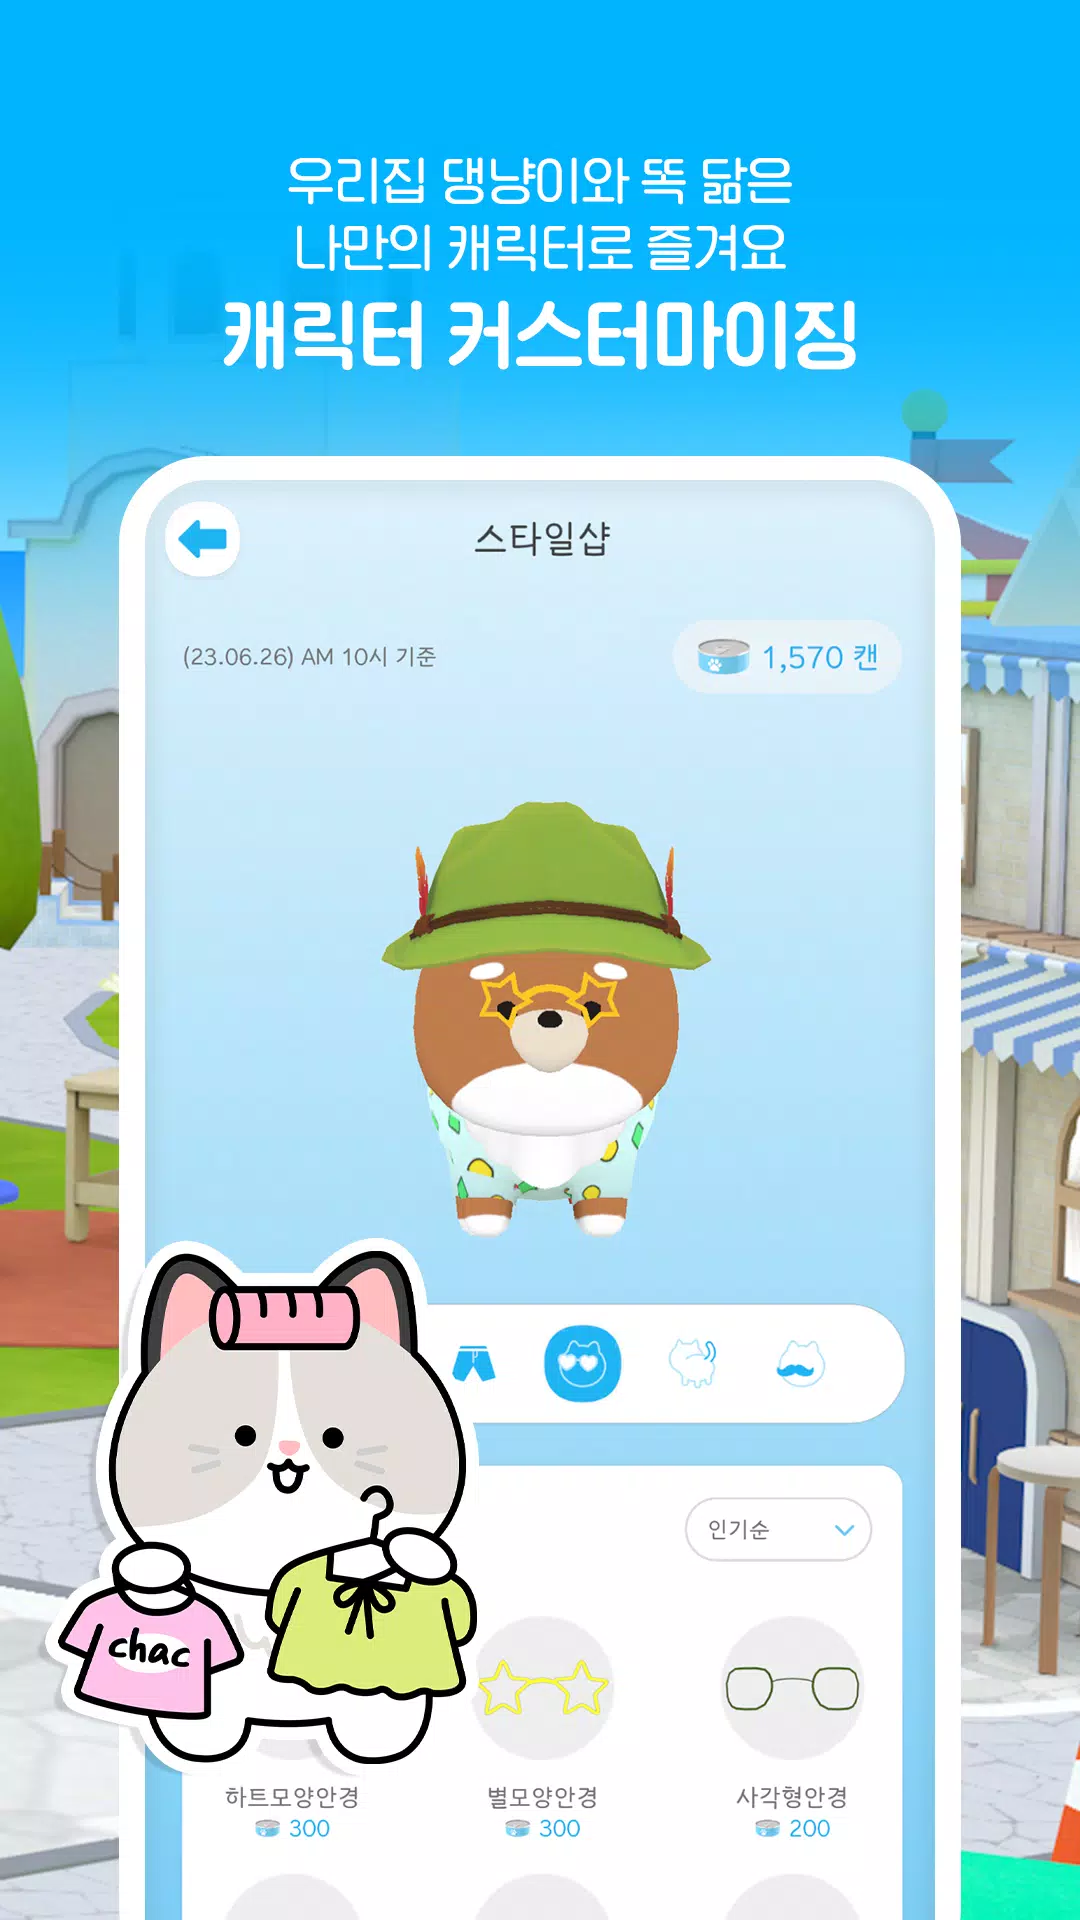 우리집 댕냥이와 똑 닮은
나만의 캐릭터로 즐겨요
캐릭터 커스터마이징
스타일샵
(23.06.26) AM 10시 기준
1,570 캔
인기순
chac
하트모양안경
별모양안경
사각형안경
300
300
200